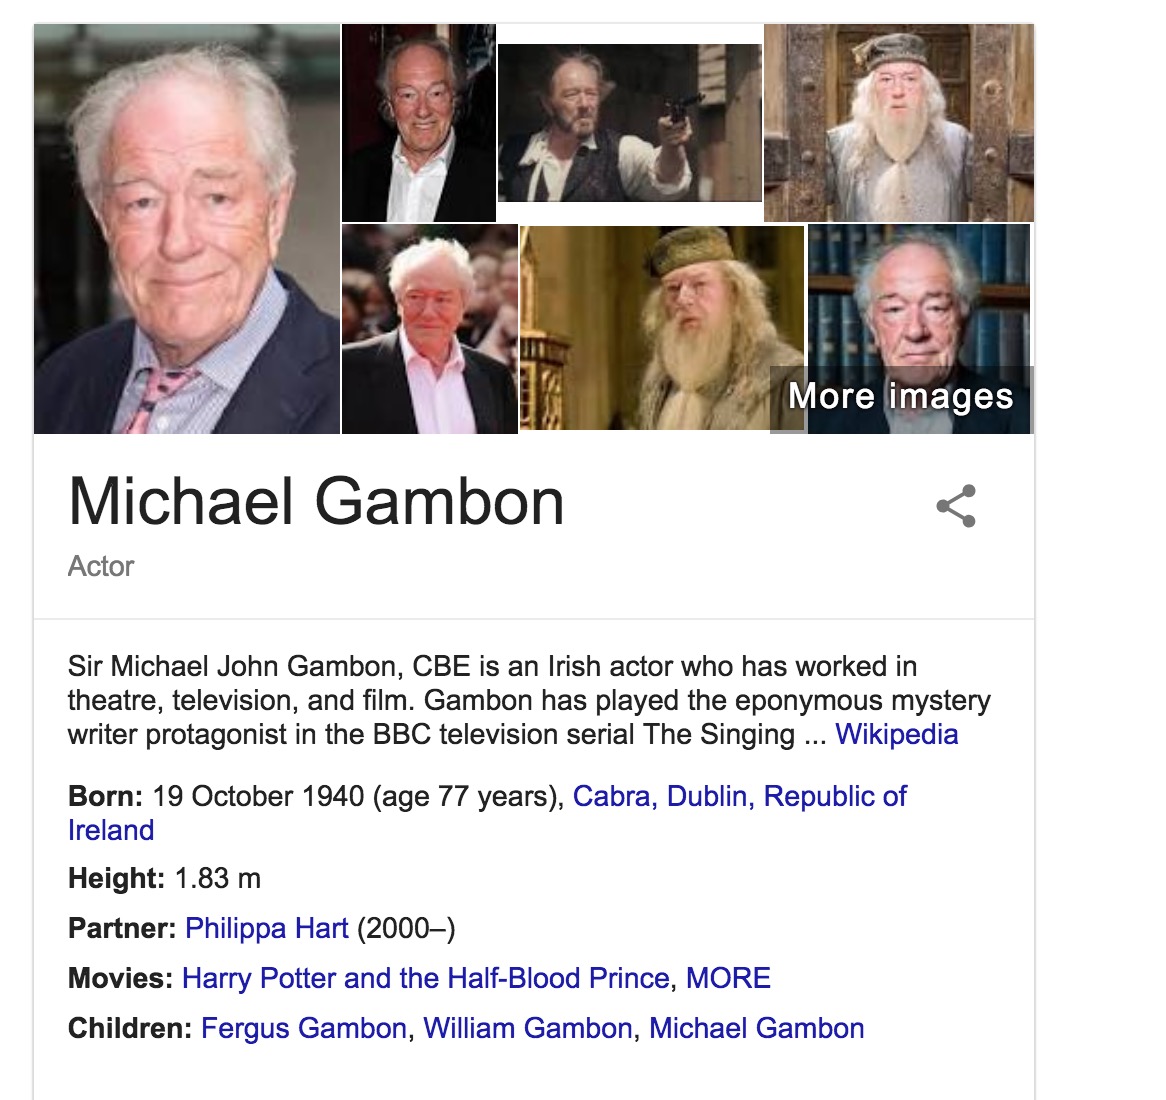 More images
Michael Gambon
Actor
Sir Michael John Gambon, CBE is an Irish actor who has worked in
theatre, television, and film. Gambon has played the eponymous mystery
writer protagonist in the BBC television serial The Singing ... Wikipedia
Born: 19 October 1940 (age 77 years), Cabra, Dublin, Republic of
Ireland
Height: 1.83 m
Partner: Philippa Hart (2000–)
Movies: Harry Potter and the Half-Blood Prince, MORE
Children: Fergus Gambon, William Gambon, Michael Gambon